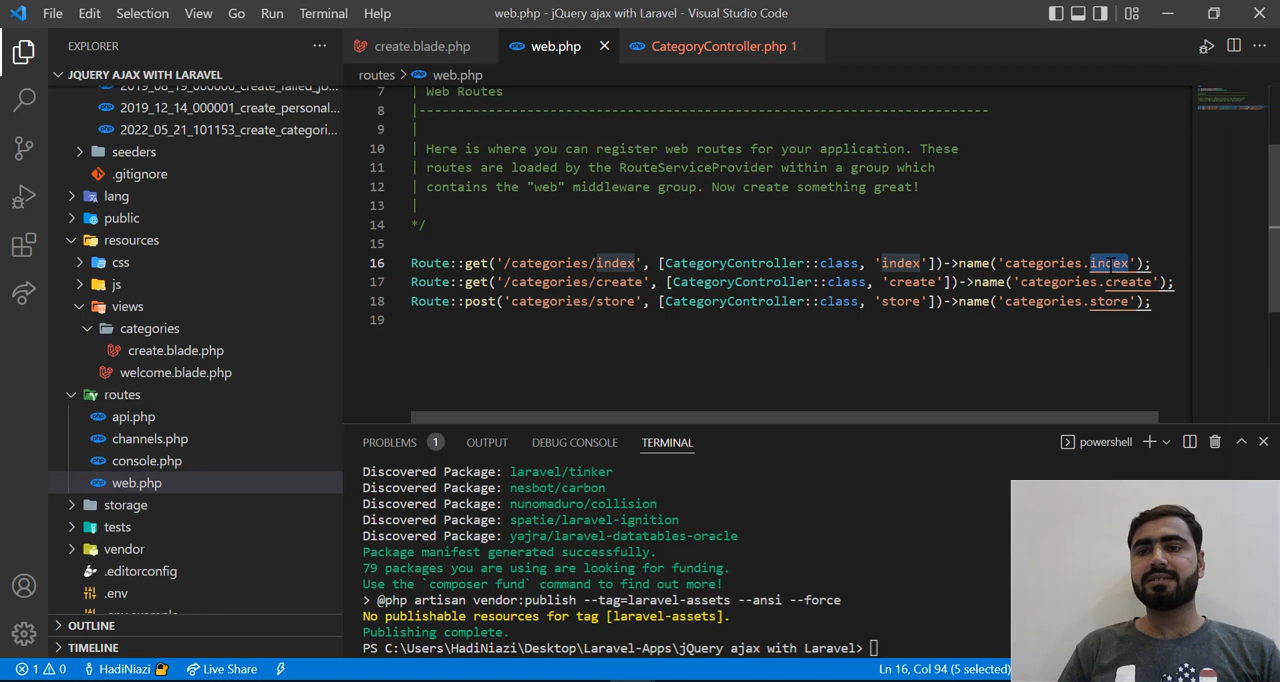 File Edit Selection View Go Run Terminal Help web.php - jQuery ajax with Laravel - Visual Studio Code
EXPLORER
JQUERY AJAX WITH LARAVEL
2019_08_19_000000_create_failed_jo...
2019_12_14_000001_create_personal...
2022_05_21_101153_create_categori...
seeders
.gitignore
lang
public
resources
css
js
views
categories
create.blade.php
welcome.blade.php
routes
api.php
channels.php
console.php
web.php
storage
tests
vendor
.editorconfig
.env
OUTLINE
TIMELINE
create.blade.php web.php CategoryController.php 1
routes > web.php
7 | Web Routes
8 |--------------------------------------------------------------------------
9 |
10 | Here is where you can register web routes for your application. These
11 | routes are loaded by the RouteServiceProvider within a group which
12 | contains the "web" middleware group. Now create something great!
13 |
14 */
15
16 Route::get('/categories/index', [CategoryController::class, 'index'])->name('categories.index');
17 Route::get('/categories/create', [CategoryController::class, 'create'])->name('categories.create');
18 Route::post('categories/store', [CategoryController::class, 'store'])->name('categories.store');
19
PROBLEMS 1 OUTPUT DEBUG CONSOLE TERMINAL powershell
Discovered Package: laravel/tinker
Discovered Package: nesbot/carbon
Discovered Package: nunomaduro/collision
Discovered Package: spatie/laravel-ignition
Discovered Package: yajra/laravel-datatables-oracle
Package manifest generated successfully.
79 packages you are using are looking for funding.
Use the `composer fund` command to find out more!
> @php artisan vendor:publish --tag=laravel-assets --ansi --force
No publishable resources for tag [laravel-assets].
Publishing complete.
PS C:\Users\HadiNiazi\Desktop\Laravel-Apps\jQuery ajax with Laravel>
1 0 HadiNiazi Live Share Ln 16, Col 94 (5 selected)